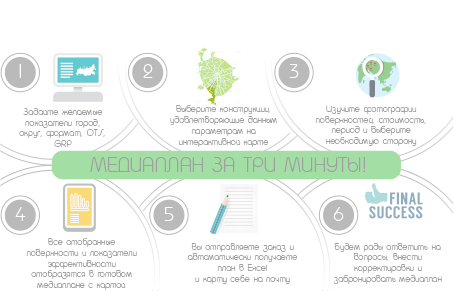 1
Задайте желаемые
показатели: город,
округ, формат, OTS,
GRP
2
Выберите конструкции,
удовлетворяющие данным
параметрам на
интерактивной карте
3
Изучите фотографии
поверхностей, стоимость,
период и выберите
необходимую сторону
МЕДИАПЛАН ЗА ТРИ МИНУТЫ!
4
Все отобранные
поверхности и показатели
эффективности
отобразятся в готовом
медиаплане с картой
5
Вы отправляете заказ и
автоматически получаете
план в Excel
и карту себе на почту
6
FINAL
SUCCESS
Будем рады ответить на
вопросы, внести
корректировки и
забронировать медиаплан